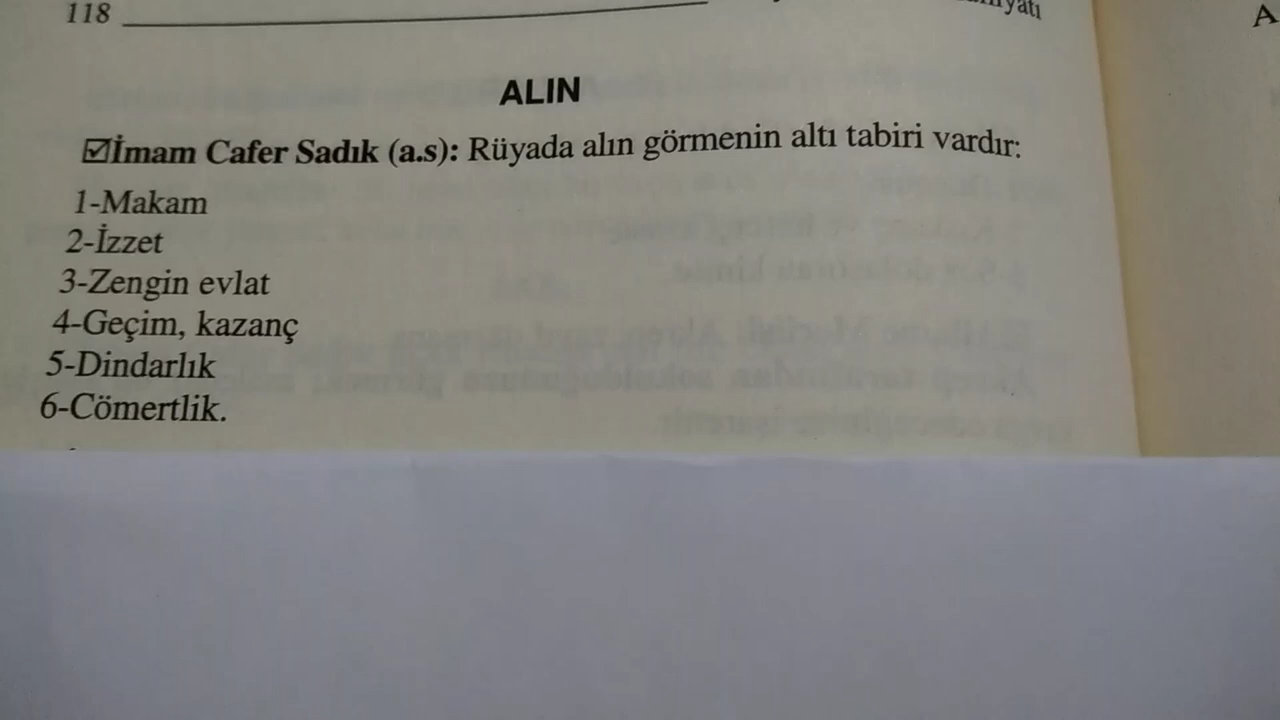 118
ALIN
☑İmam Cafer Sadık (a.s): Rüyada alın görmenin altı tabiri vardır:
1-Makam
2-İzzet
3-Zengin evlat
4-Geçim, kazanç
5-Dindarlık
6-Cömertlik.
A